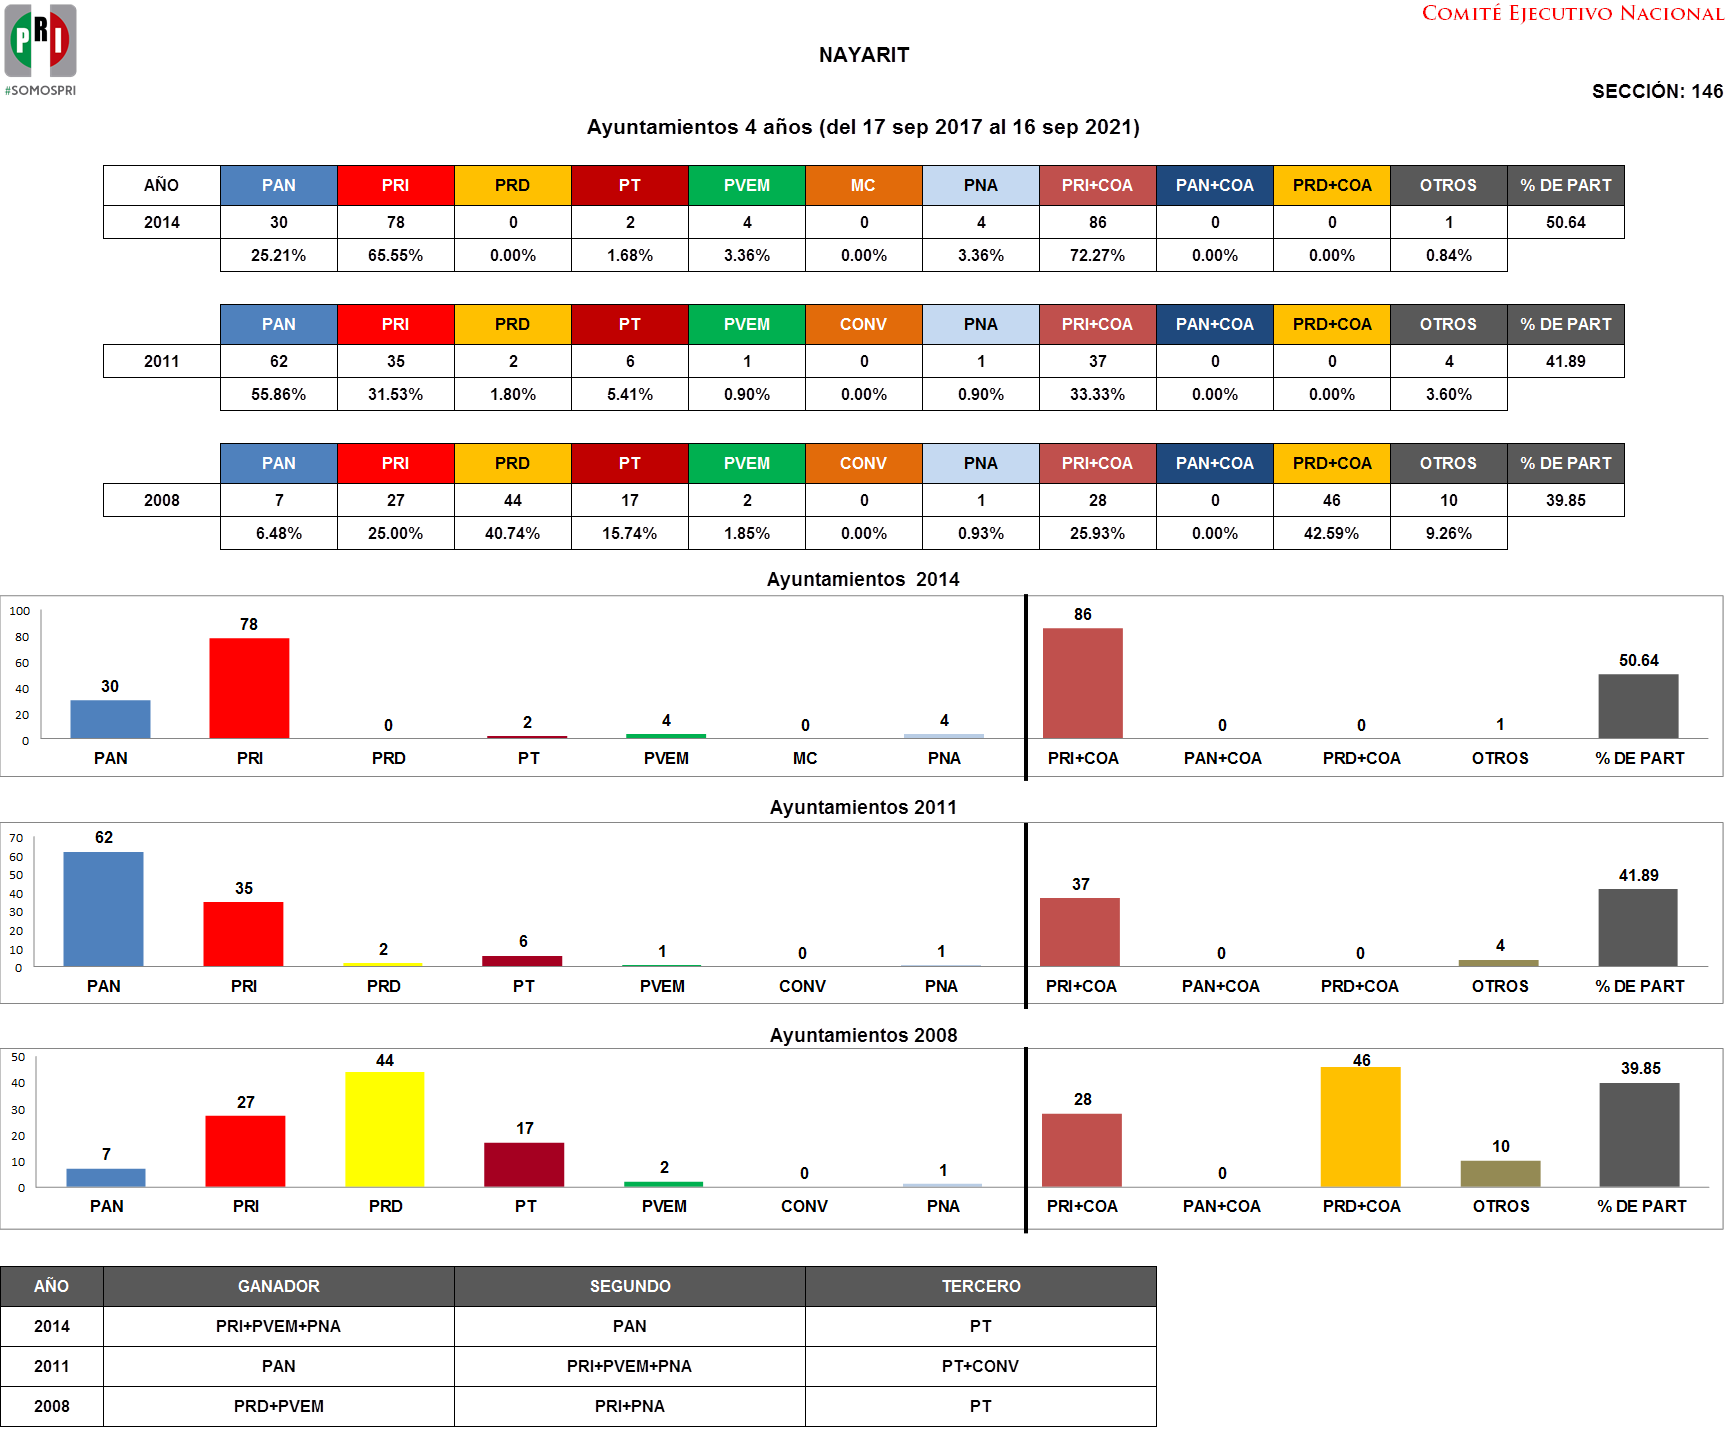 COMITÉ EJECUTIVO NACIONAL
PRI
#SOMOSPRI
NAYARIT
SECCIÓN: 146
Ayuntamientos 4 años (del 17 sep 2017 al 16 sep 2021)
AÑO PAN PRI PRD PT PVEM MC PNA PRI+COA PAN+COA PRD+COA OTROS % DE PART
2014 30 78 0 2 4 0 4 86 0 0 1 50.64
25.21% 65.55% 0.00% 1.68% 3.36% 0.00% 3.36% 72.27% 0.00% 0.00% 0.84%
PAN PRI PRD PT PVEM CONV PNA PRI+COA PAN+COA PRD+COA OTROS % DE PART
2011 62 35 2 6 1 0 1 37 0 0 4 41.89
55.86% 31.53% 1.80% 5.41% 0.90% 0.00% 0.90% 33.33% 0.00% 0.00% 3.60%
PAN PRI PRD PT PVEM CONV PNA PRI+COA PAN+COA PRD+COA OTROS % DE PART
2008 7 27 44 17 2 0 1 28 0 46 10 39.85
6.48% 25.00% 40.74% 15.74% 1.85% 0.00% 0.93% 25.93% 0.00% 42.59% 9.26%
Ayuntamientos 2014
100
80
60
40
20
0
30 78 0 2 4 0 4 86 0 0 1 50.64
PAN PRI PRD PT PVEM MC PNA PRI+COA PAN+COA PRD+COA OTROS % DE PART
Ayuntamientos 2011
70
60
50
40
30
20
10
0
62 35 2 6 1 0 1 37 0 0 4 41.89
PAN PRI PRD PT PVEM CONV PNA PRI+COA PAN+COA PRD+COA OTROS % DE PART
Ayuntamientos 2008
50
40
30
20
10
0
7 27 44 17 2 0 1 28 0 46 10 39.85
PAN PRI PRD PT PVEM CONV PNA PRI+COA PAN+COA PRD+COA OTROS % DE PART
AÑO GANADOR SEGUNDO TERCERO
2014 PRI+PVEM+PNA PAN PT
2011 PAN PRI+PVEM+PNA PT+CONV
2008 PRD+PVEM PRI+PNA PT